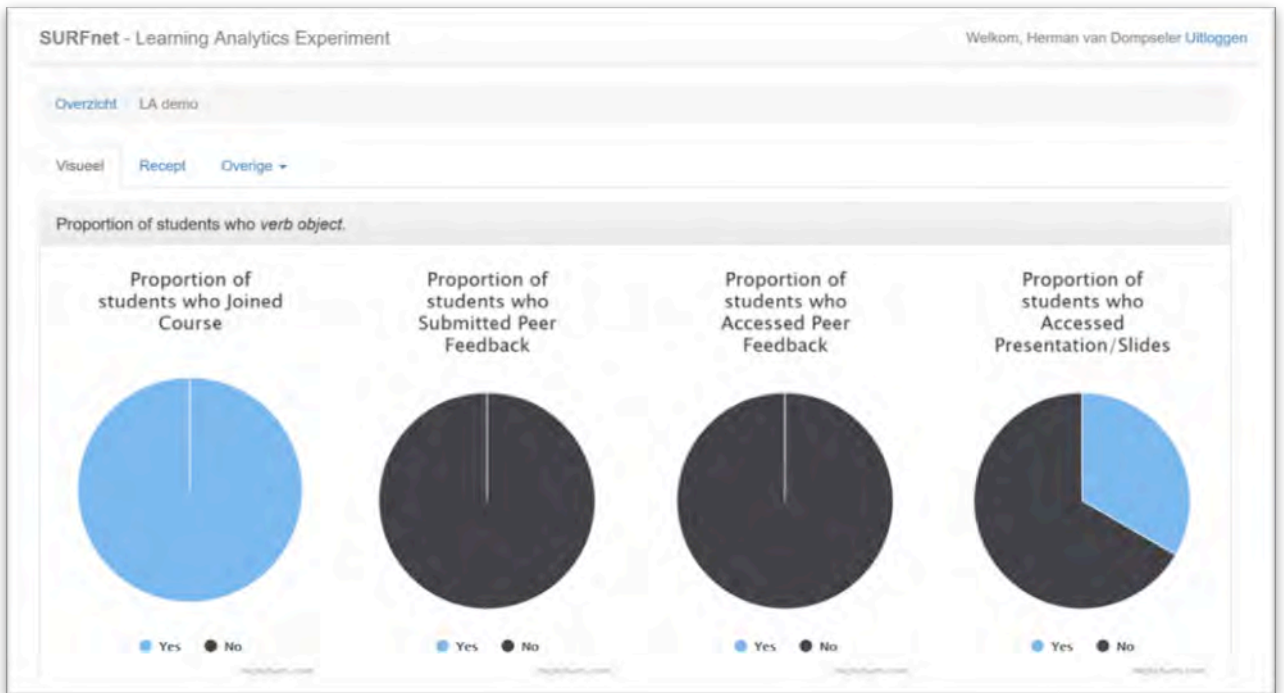 SURFnet - Learning Analytics Experiment
Welkom, Herman van Dompseler Uitloggen
Overzicht LA demo
Visueel Recept Overige
Proportion of students who verb object.
Proportion of
students who Joined
Course
Proportion of
students who
Submitted Peer
Feedback
Proportion of
students who
Accessed Peer
Feedback
Proportion of
students who
Accessed
Presentation/Slides
Yes No
Yes No
Yes No
Yes No